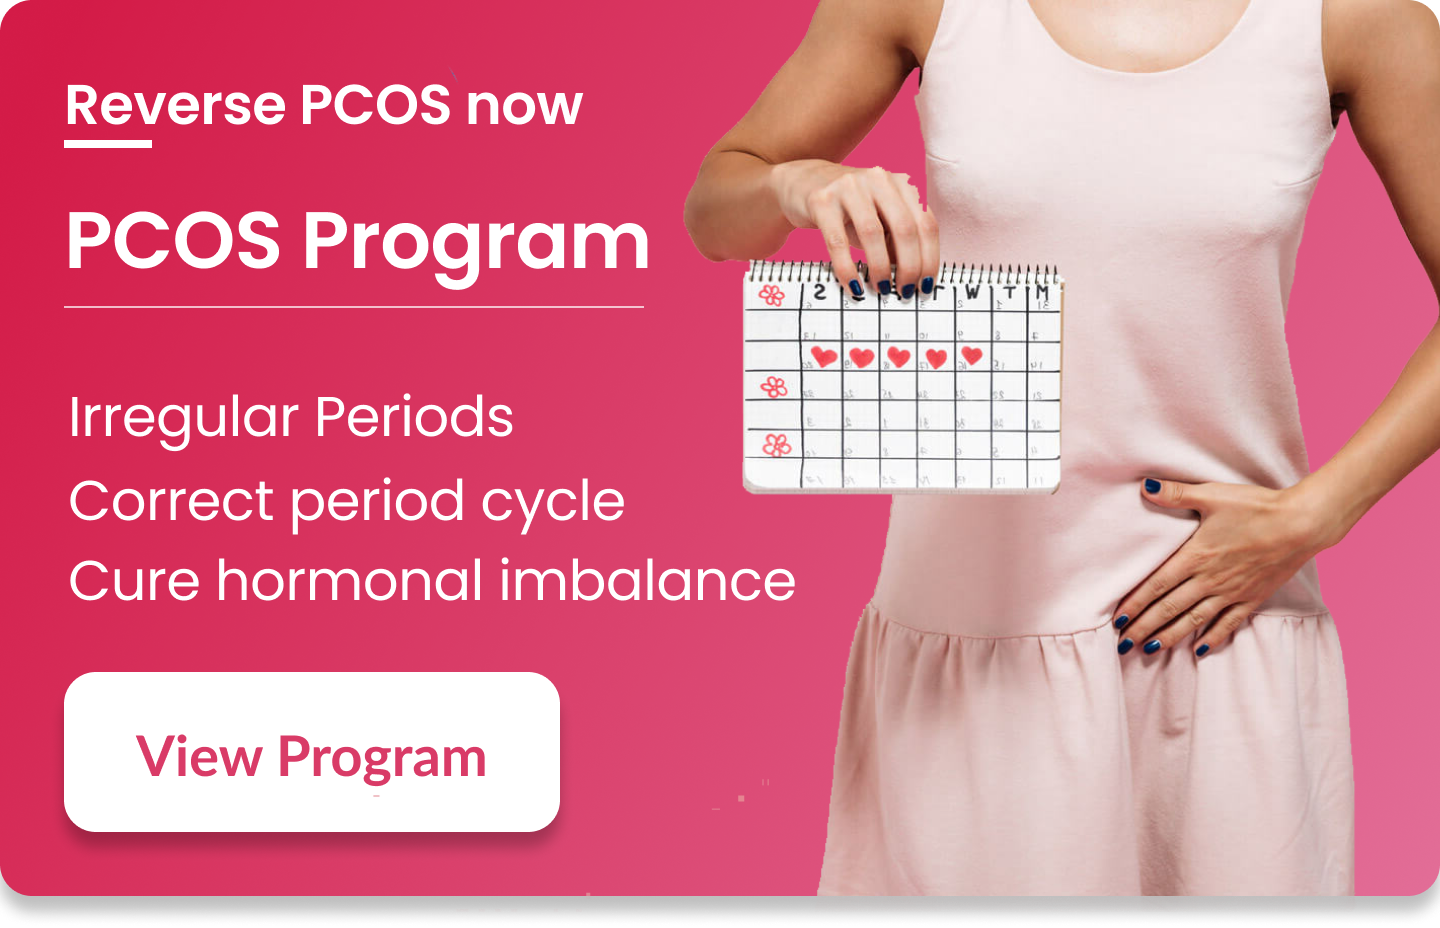 Reverse PCOS now
PCOS Program
Irregular Periods
Correct period cycle
Cure hormonal imbalance
View Program